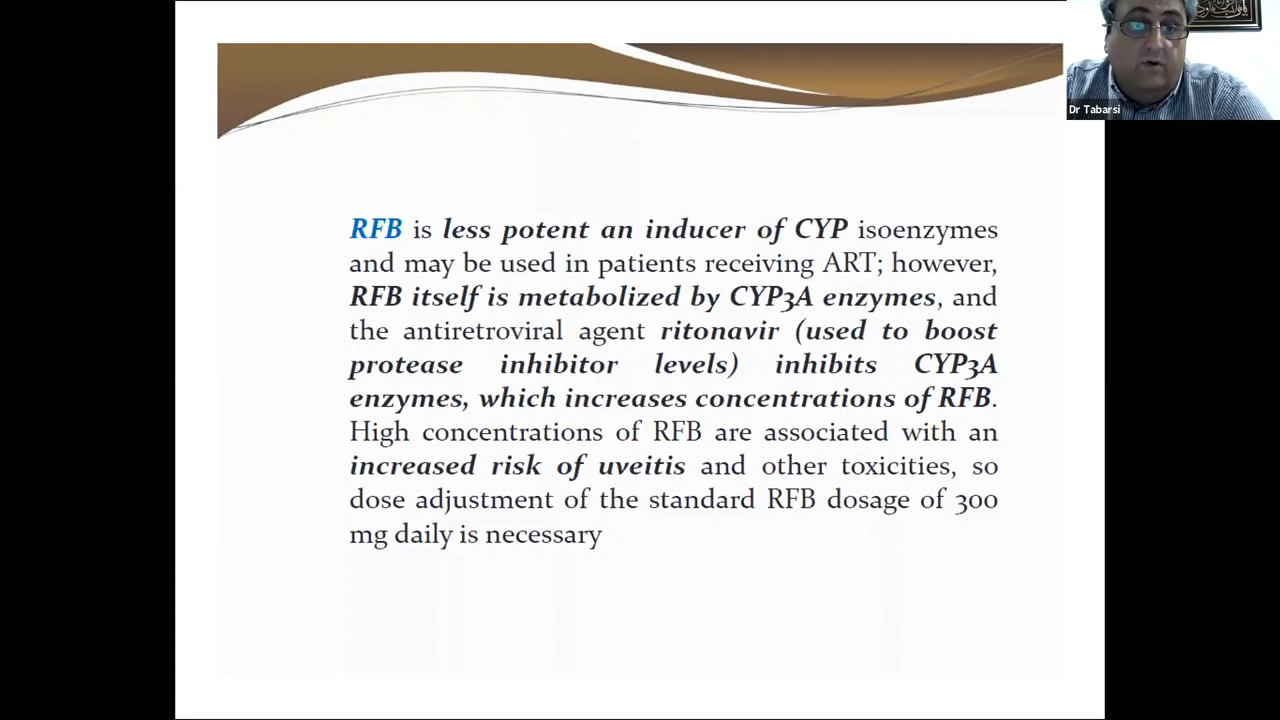 Dr Tabarsi
RFB is less potent an inducer of CYP isoenzymes
and may be used in patients receiving ART; however,
RFB itself is metabolized by CYP3A enzymes, and
the antiretroviral agent ritonavir (used to boost
protease inhibitor levels) inhibits CYP3A
enzymes, which increases concentrations of RFB.
High concentrations of RFB are associated with an
increased risk of uveitis and other toxicities, so
dose adjustment of the standard RFB dosage of 300
mg daily is necessary